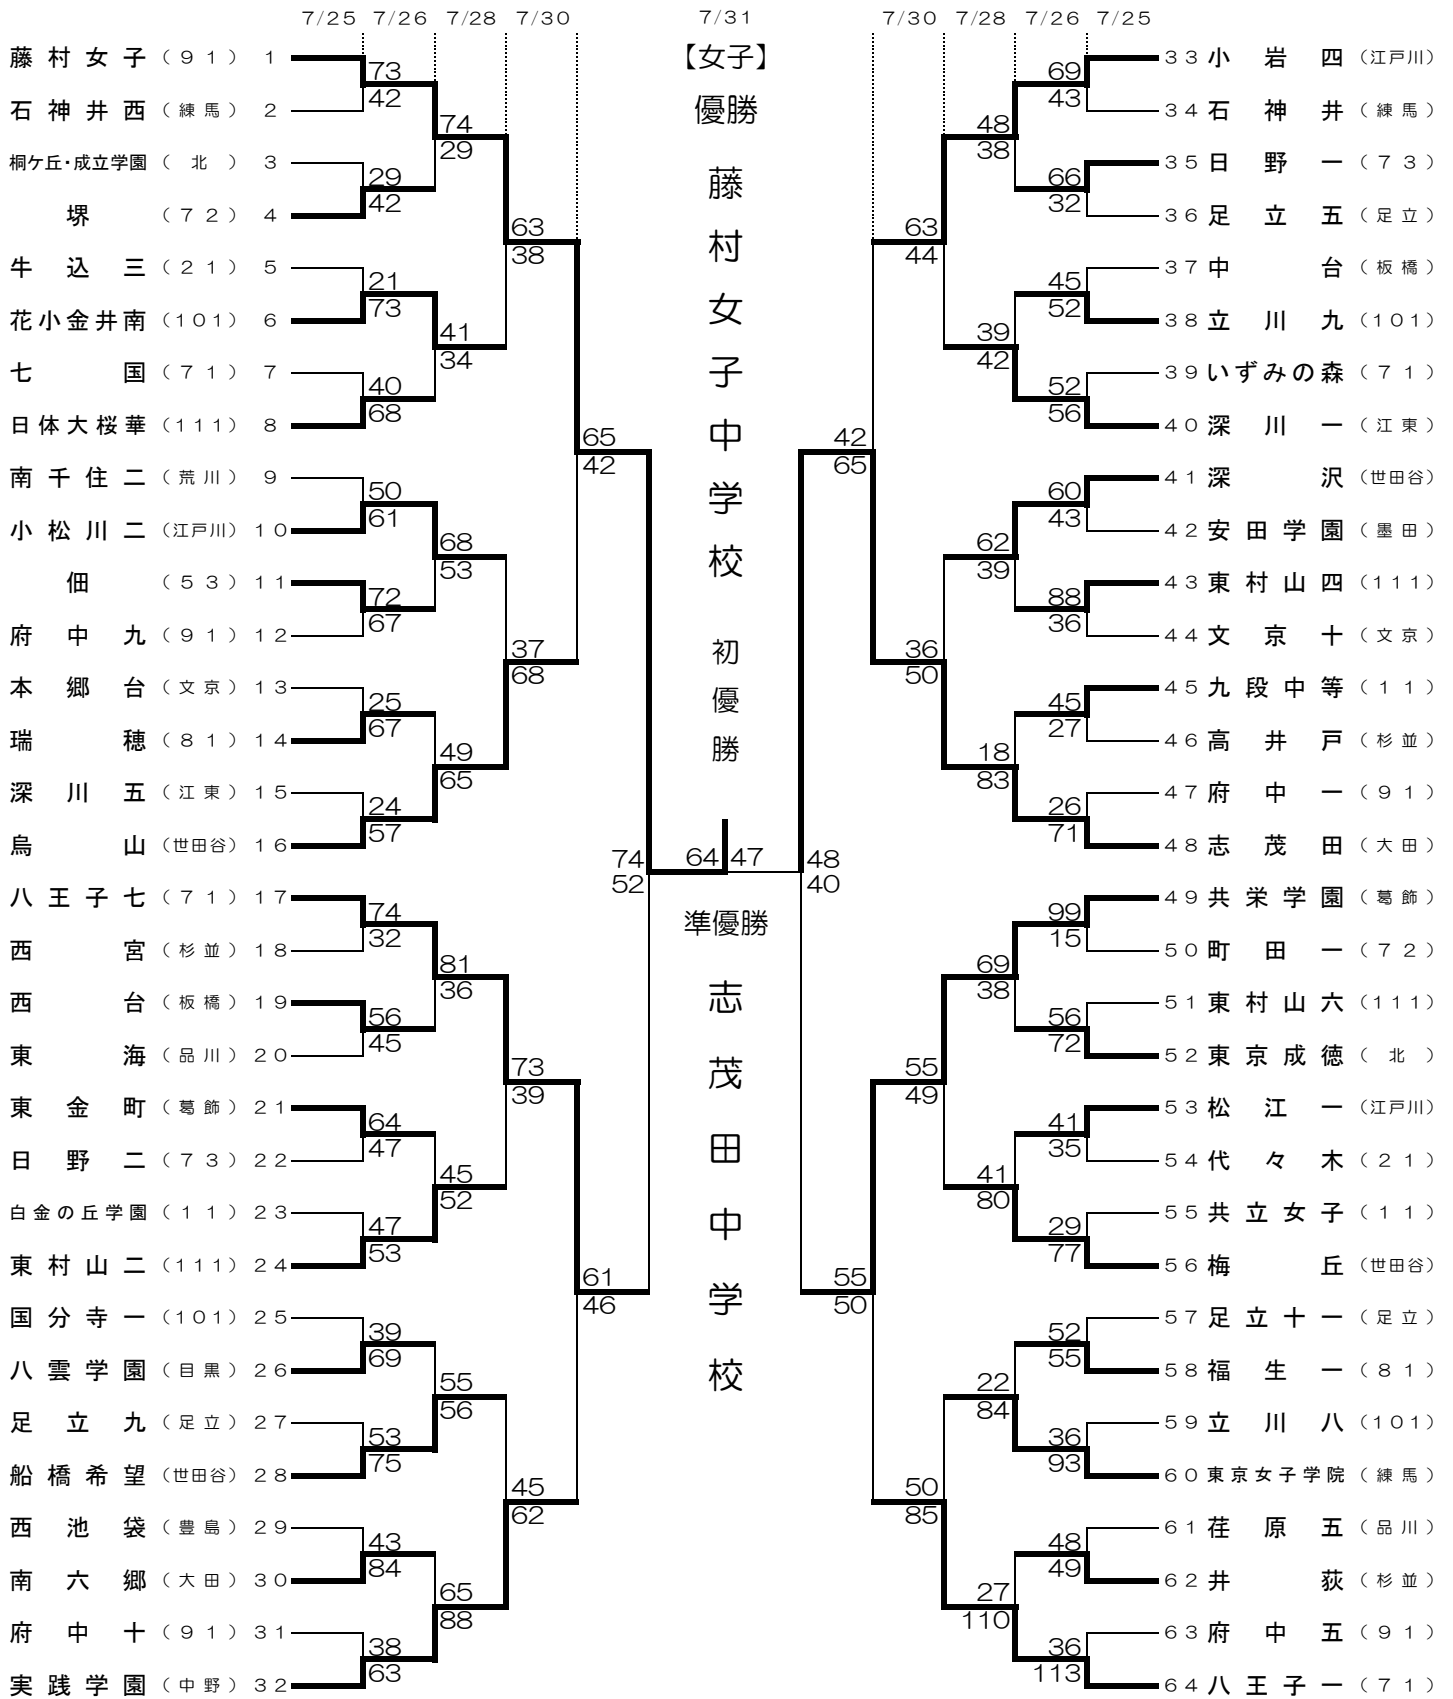 7/25 7/26 7/28 7/30 7/31 7/30 7/28 7/26 7/25
【女子】
優勝
藤村女子中学校
初優勝
準優勝
志茂田中学校
藤村女子 (91) 1
石神井西 (練馬) 2
桐ケ丘・成立学園 (北) 3
堺 (72) 4
牛込三 (21) 5
花小金井南 (101) 6
七国 (71) 7
日体大桜華 (111) 8
南千住二 (荒川) 9
小松川二 (江戸川) 10
佃 (53) 11
府中九 (91) 12
本郷台 (文京) 13
瑞穂 (81) 14
深川五 (江東) 15
烏山 (世田谷) 16
八王子七 (71) 17
西宮 (杉並) 18
西台 (板橋) 19
東海 (品川) 20
東金町 (葛飾) 21
日野二 (73) 22
白金の丘学園 (11) 23
東村山二 (111) 24
国分寺一 (101) 25
八雲学園 (目黒) 26
足立九 (足立) 27
船橋希望 (世田谷) 28
西池袋 (豊島) 29
南六郷 (大田) 30
府中十 (91) 31
実践学園 (中野) 32
73
42
29
42
21
73
40
68
50
61
72
67
25
67
24
57
74
32
56
45
64
47
47
53
39
69
53
75
43
84
38
63
74
29
41
34
68
53
49
65
81
36
45
52
55
56
65
88
63
38
37
68
73
39
45
62
65
42
61
46
74
52
64 47
48
40
42
65
55
50
63
44
36
50
55
49
50
85
48
38
39
42
62
39
18
83
69
38
41
80
22
84
27
110
69
43
66
32
45
52
52
56
60
43
88
36
45
27
26
71
99
15
56
72
41
35
29
77
52
55
36
93
48
49
36
113
33 小岩四 (江戸川)
34 石神井 (練馬)
35 日野一 (73)
36 足立五 (足立)
37 中台 (板橋)
38 立川九 (101)
39 いずみの森 (71)
40 深川一 (江東)
41 深沢 (世田谷)
42 安田学園 (墨田)
43 東村山四 (111)
44 文京十 (文京)
45 九段中等 (11)
46 高井戸 (杉並)
47 府中一 (91)
48 志茂田 (大田)
49 共栄学園 (葛飾)
50 町田一 (72)
51 東村山六 (111)
52 東京成徳 (北)
53 松江一 (江戸川)
54 代々木 (21)
55 共立女子 (11)
56 梅丘 (世田谷)
57 足立十一 (足立)
58 福生一 (81)
59 立川八 (101)
60 東京女子学院 (練馬)
61 荏原五 (品川)
62 井荻 (杉並)
63 府中五 (91)
64 八王子一 (71)